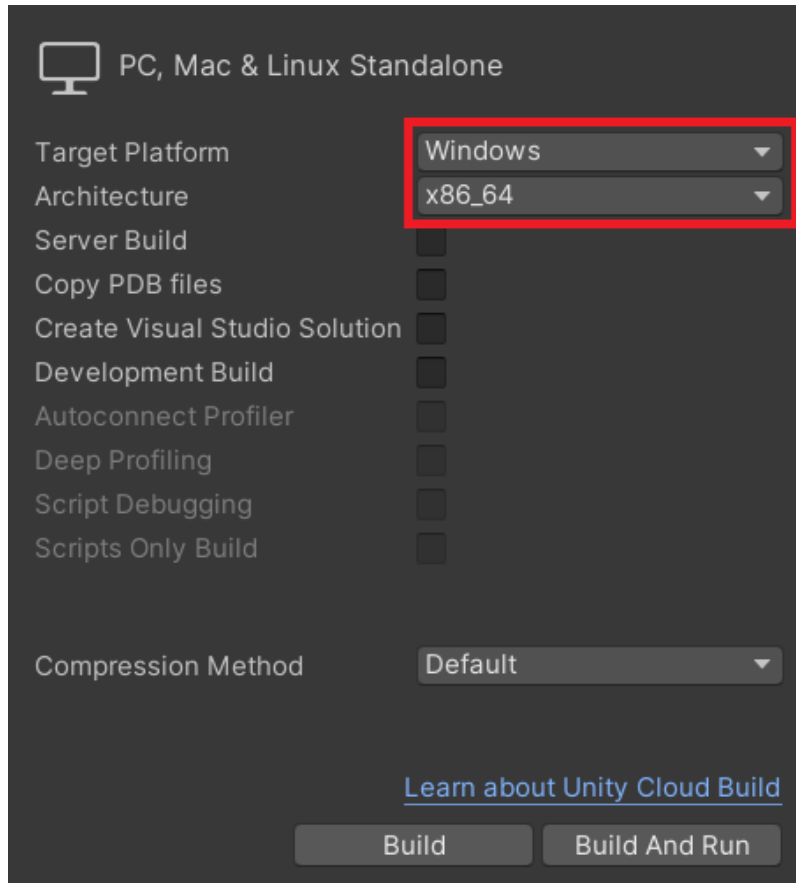 PC, Mac & Linux Standalone
Target Platform Windows
Architecture x86_64
Server Build
Copy PDB files
Create Visual Studio Solution
Development Build
Autoconnect Profiler
Deep Profiling
Script Debugging
Scripts Only Build
Compression Method Default
Learn about Unity Cloud Build
Build Build And Run